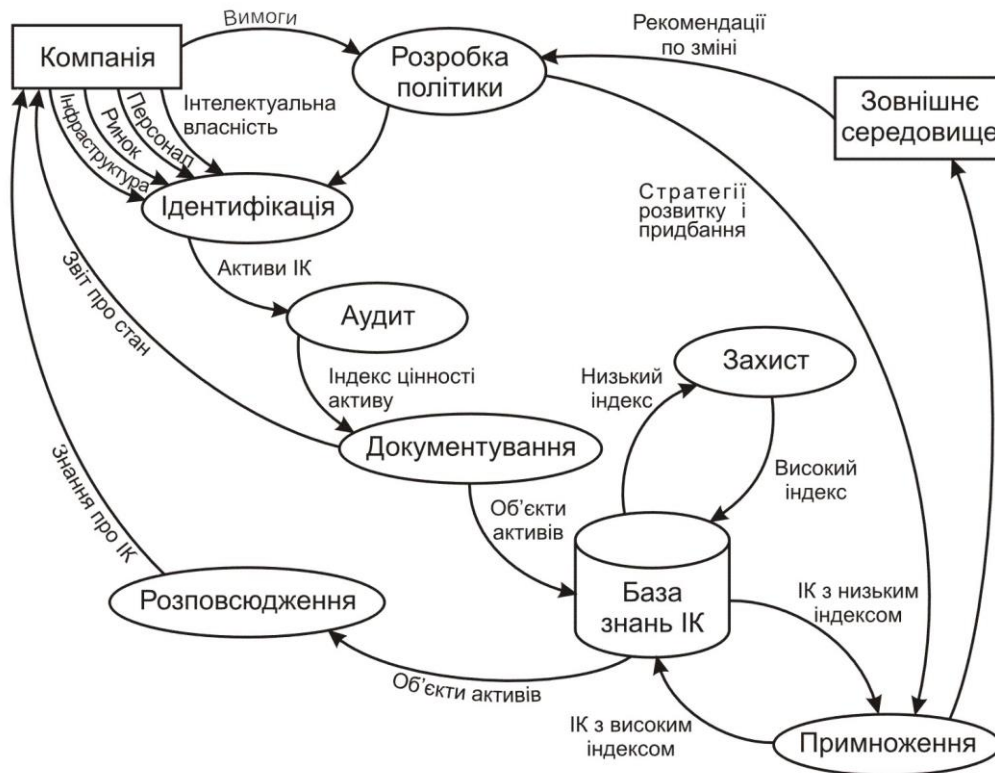 Вимоги
Компанія
Розробка
політики
Рекомендації
по зміні
Зовнішнє
середовище
Інтелектуальна
власність
Персонал
Ринок
Інфраструктура
Ідентифікація
Стратегії
розвитку і
придбання
Активи ІК
Звіт про стан
Аудит
Захист
Низький
індекс
Індекс цінності
активу
Документування
Високий
індекс
Об’єкти
активів
Знання про ІК
База
знань ІК
ІК з низьким
індексом
Розповсюдження
Об’єкти активів
ІК з високим
індексом
Примноження